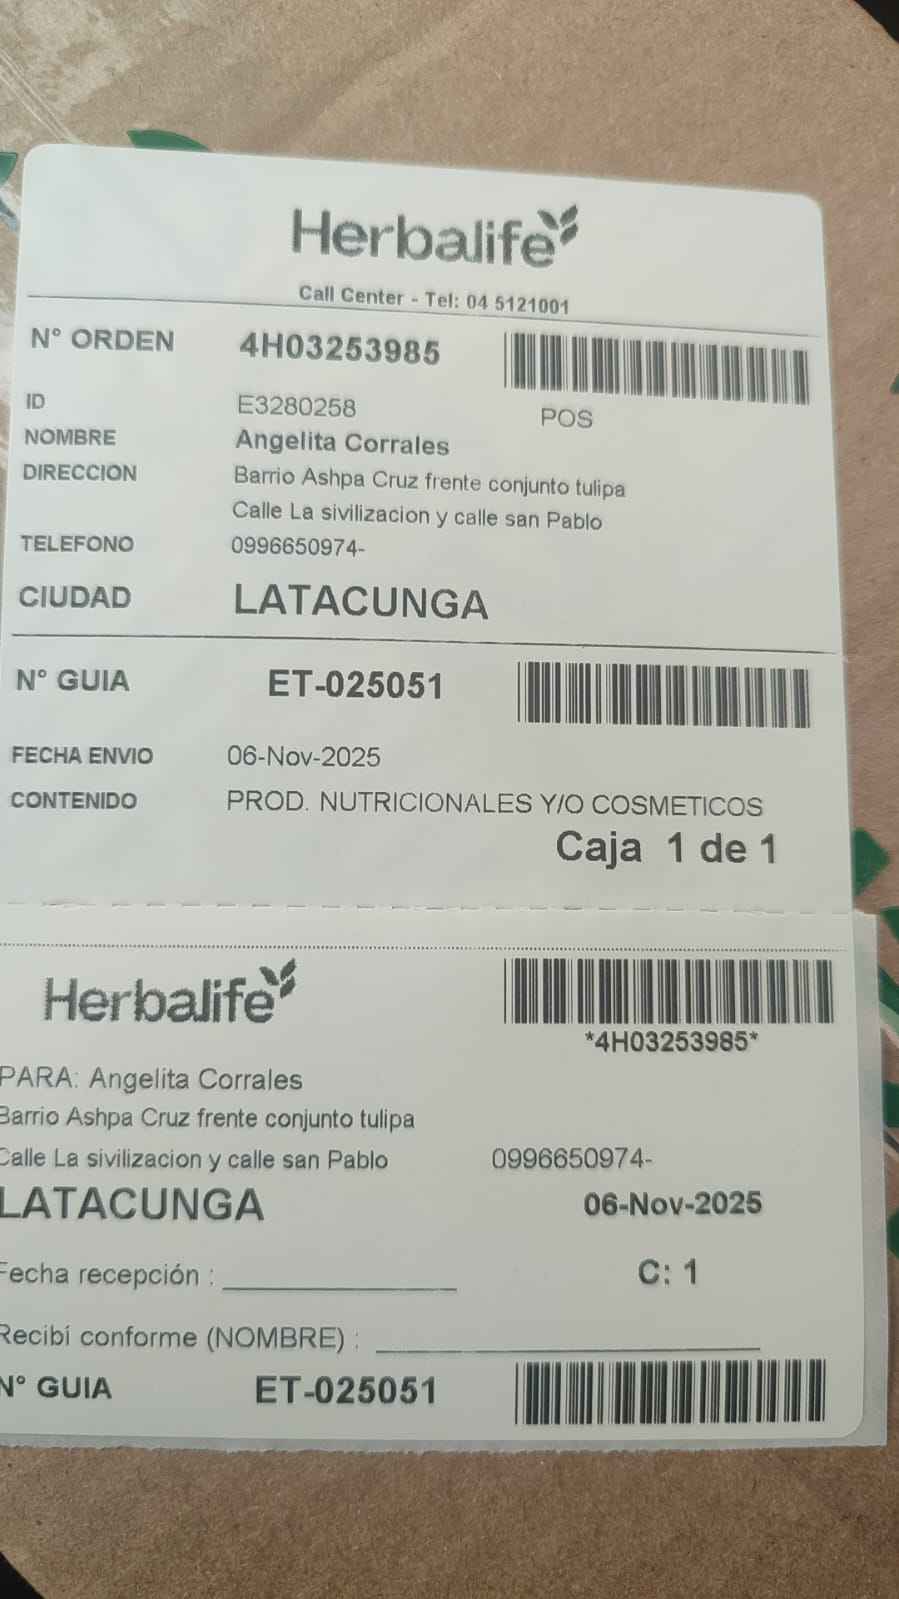 Herbalife
Call Center - Tel: 04 5121001
N° ORDEN 4H03253985
ID E3280258 POS
NOMBRE Angelita Corrales
DIRECCION Barrio Ashpa Cruz frente conjunto tulipa
Calle La sivilizacion y calle san Pablo
TELEFONO 0996650974-
CIUDAD LATACUNGA
N° GUIA ET-025051
FECHA ENVIO 06-Nov-2025
CONTENIDO PROD. NUTRICIONALES Y/O COSMETICOS
Caja 1 de 1
Herbalife
*4H03253985*
PARA: Angelita Corrales
Barrio Ashpa Cruz frente conjunto tulipa
Calle La sivilizacion y calle san Pablo 0996650974-
LATACUNGA 06-Nov-2025
Fecha recepción : C: 1
Recibí conforme (NOMBRE) :
N° GUIA ET-025051